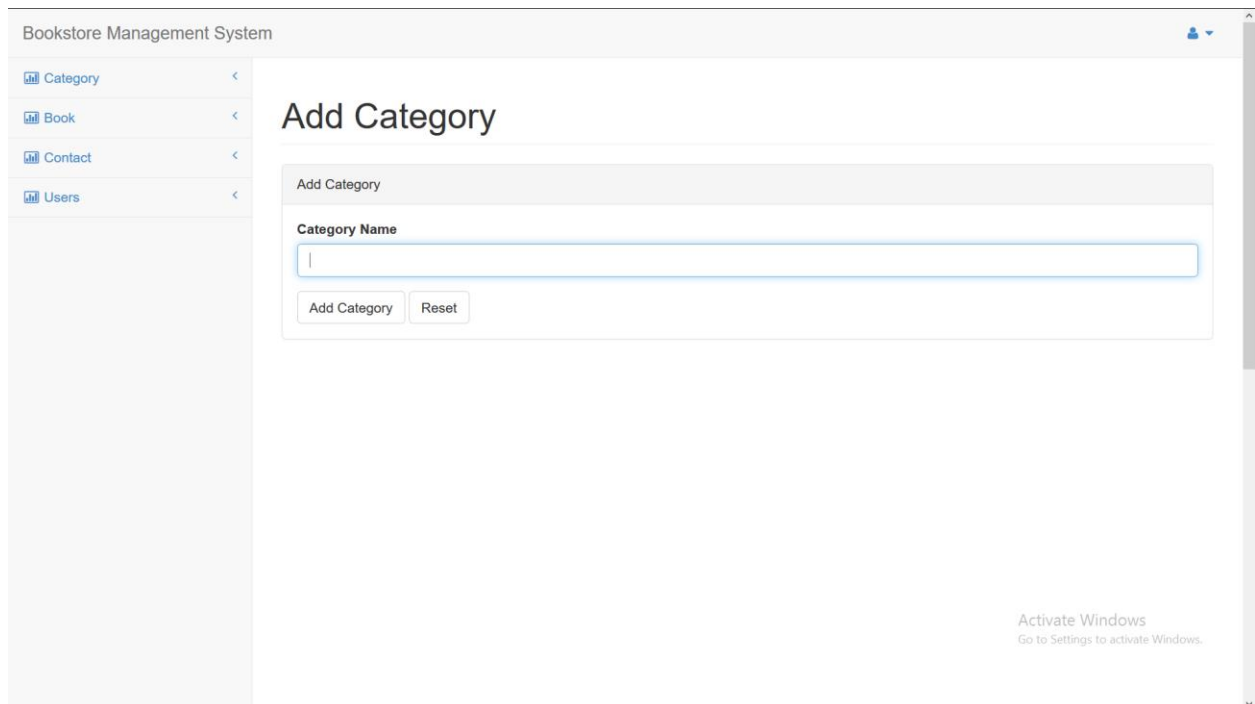 Bookstore Management System
Category
Book
Contact
Users
Add Category
Add Category
Category Name
Add Category Reset
Activate Windows
Go to Settings to activate Windows.